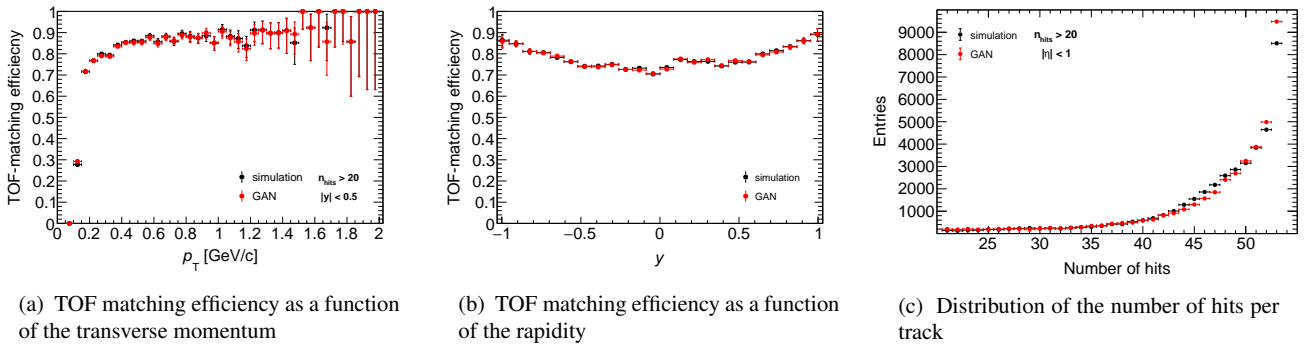 TOF-matching efficiecny
1
0.9
0.8
0.7
0.6
0.5
0.4
0.3
0.2
0.1
0
0 0.2 0.4 0.6 0.8 1 1.2 1.4 1.6 1.8 2
p_T [GeV/c]
simulation n_hits > 20
GAN |y| < 0.5
TOF-matching efficiecny
1
0.9
0.8
0.7
0.6
0.5
0.4
0.3
0.2
0.1
0
−1 −0.5 0 0.5 1
y
simulation
GAN
Entries
9000
8000
7000
6000
5000
4000
3000
2000
1000
25 30 35 40 45 50
Number of hits
simulation n_hits > 20
GAN |η| < 1
(a) TOF matching efficiency as a function
of the transverse momentum
(b) TOF matching efficiency as a function
of the rapidity
(c) Distribution of the number of hits per
track